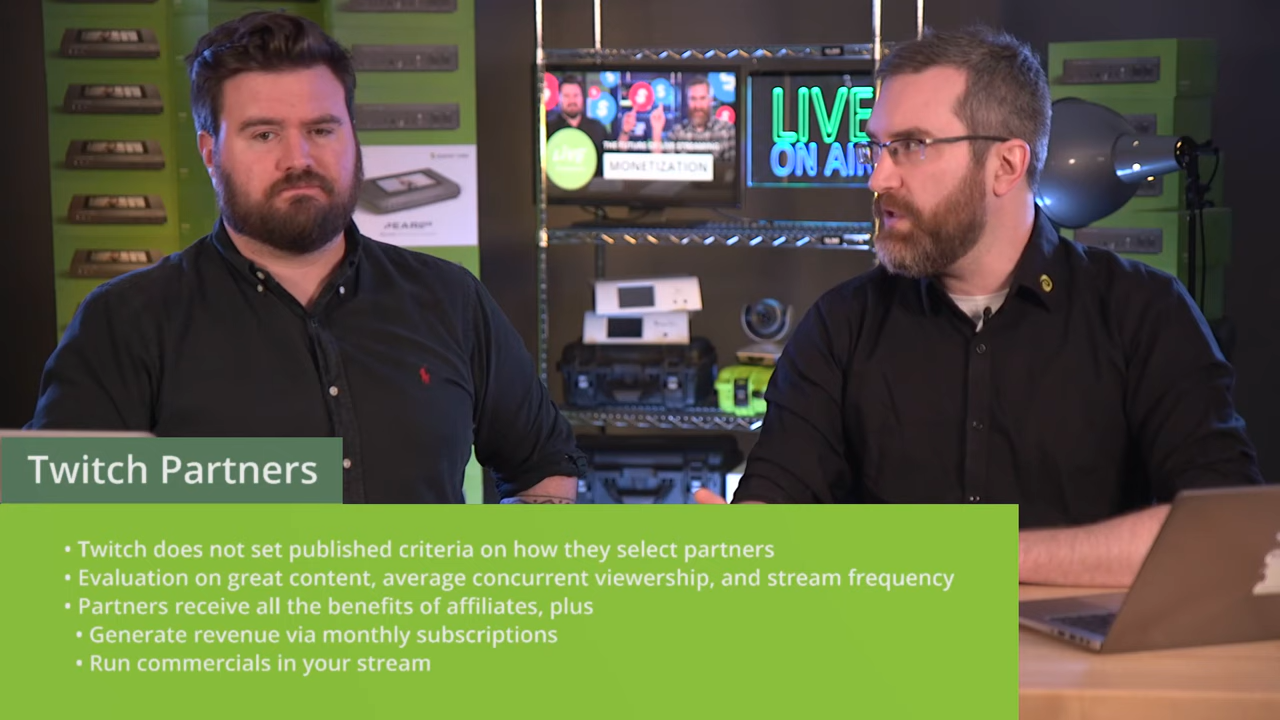 LIVE
ON AIR
THE FUTURE OF LIVE STREAMING
MONETIZATION
PEARL
Twitch Partners
• Twitch does not set published criteria on how they select partners
• Evaluation on great content, average concurrent viewership, and stream frequency
• Partners receive all the benefits of affiliates, plus
• Generate revenue via monthly subscriptions
• Run commercials in your stream